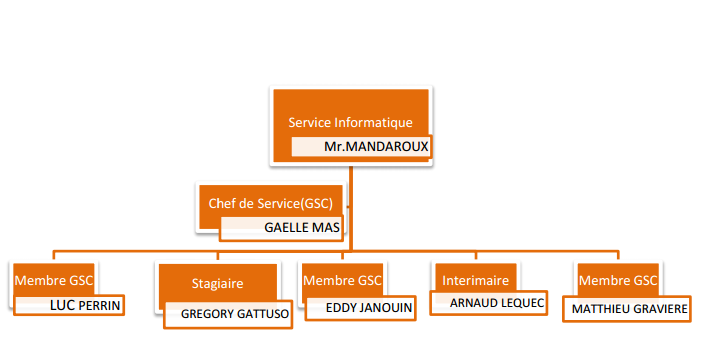 Service Informatique
Mr.MANDAROUX
Chef de Service(GSC)
GAELLE MAS
Membre GSC
LUC PERRIN
Stagiaire
GREGORY GATTUSO
Membre GSC
EDDY JANOUIN
Interimaire
ARNAUD LEQUEC
Membre GSC
MATTHIEU GRAVIERE